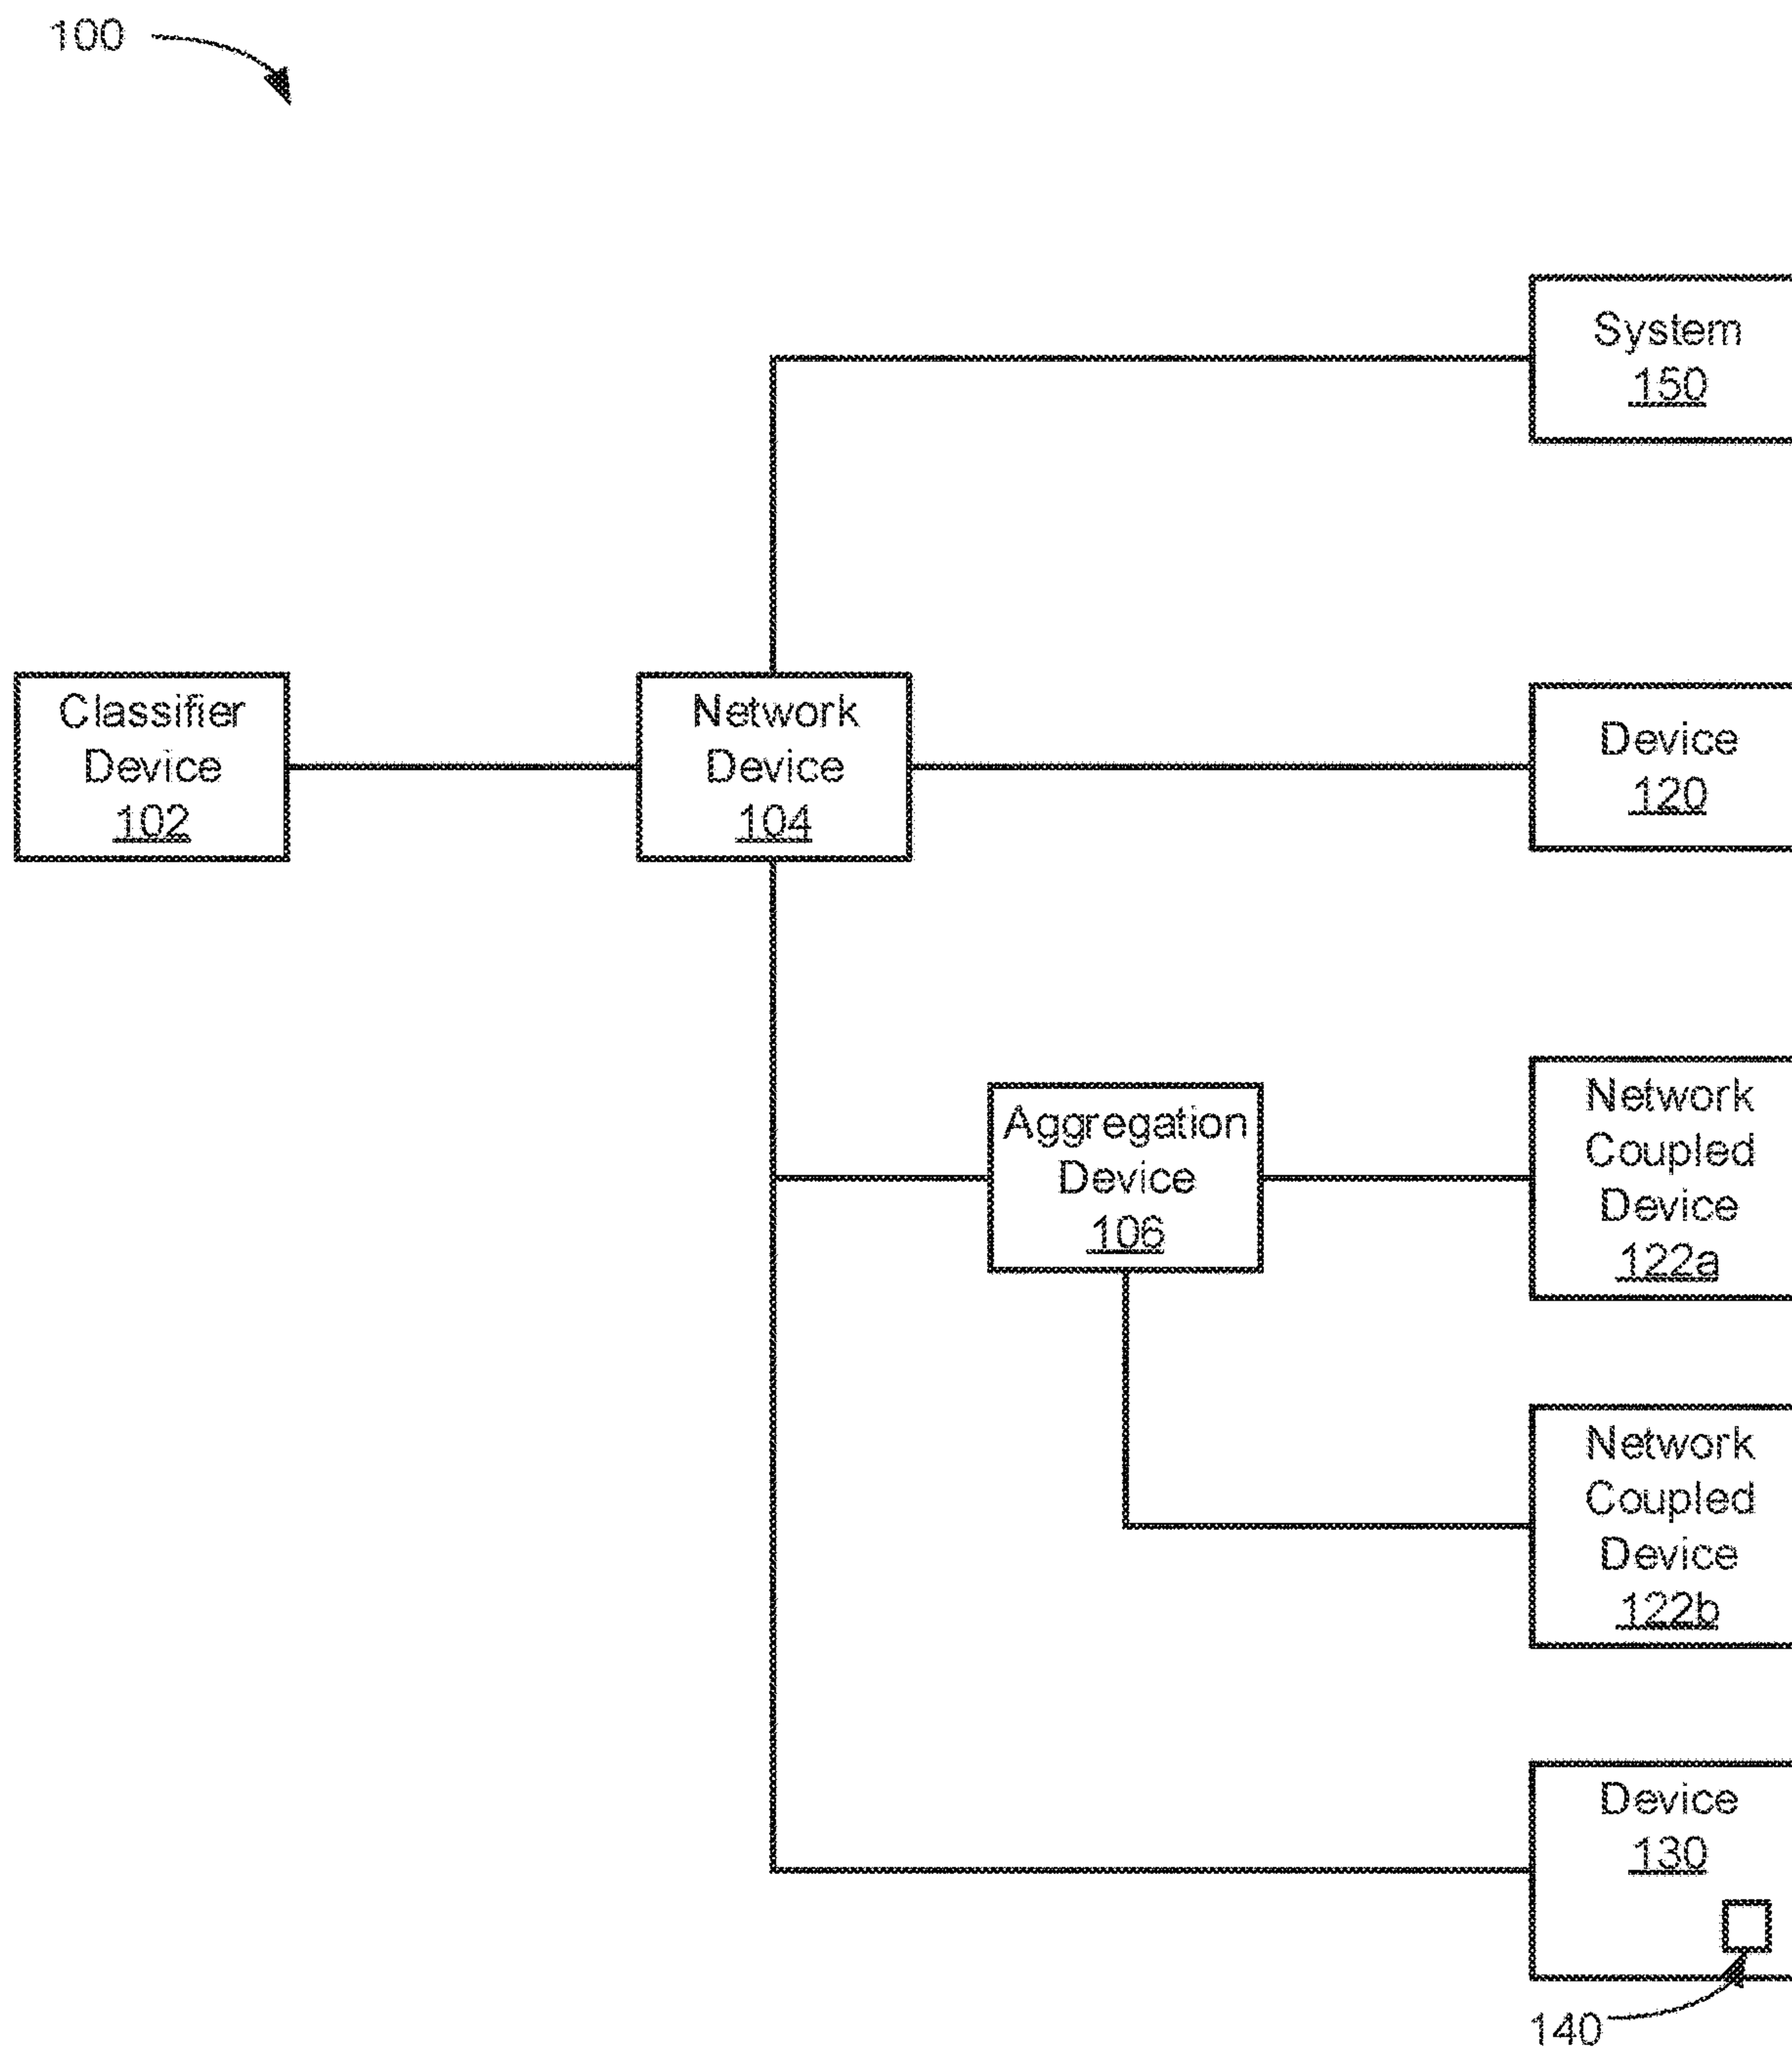 100
System
150
Classifier
Device
102
Network
Device
104
Device
120
Aggregation
Device
106
Network
Coupled
Device
122a
Network
Coupled
Device
122b
Device
130
140